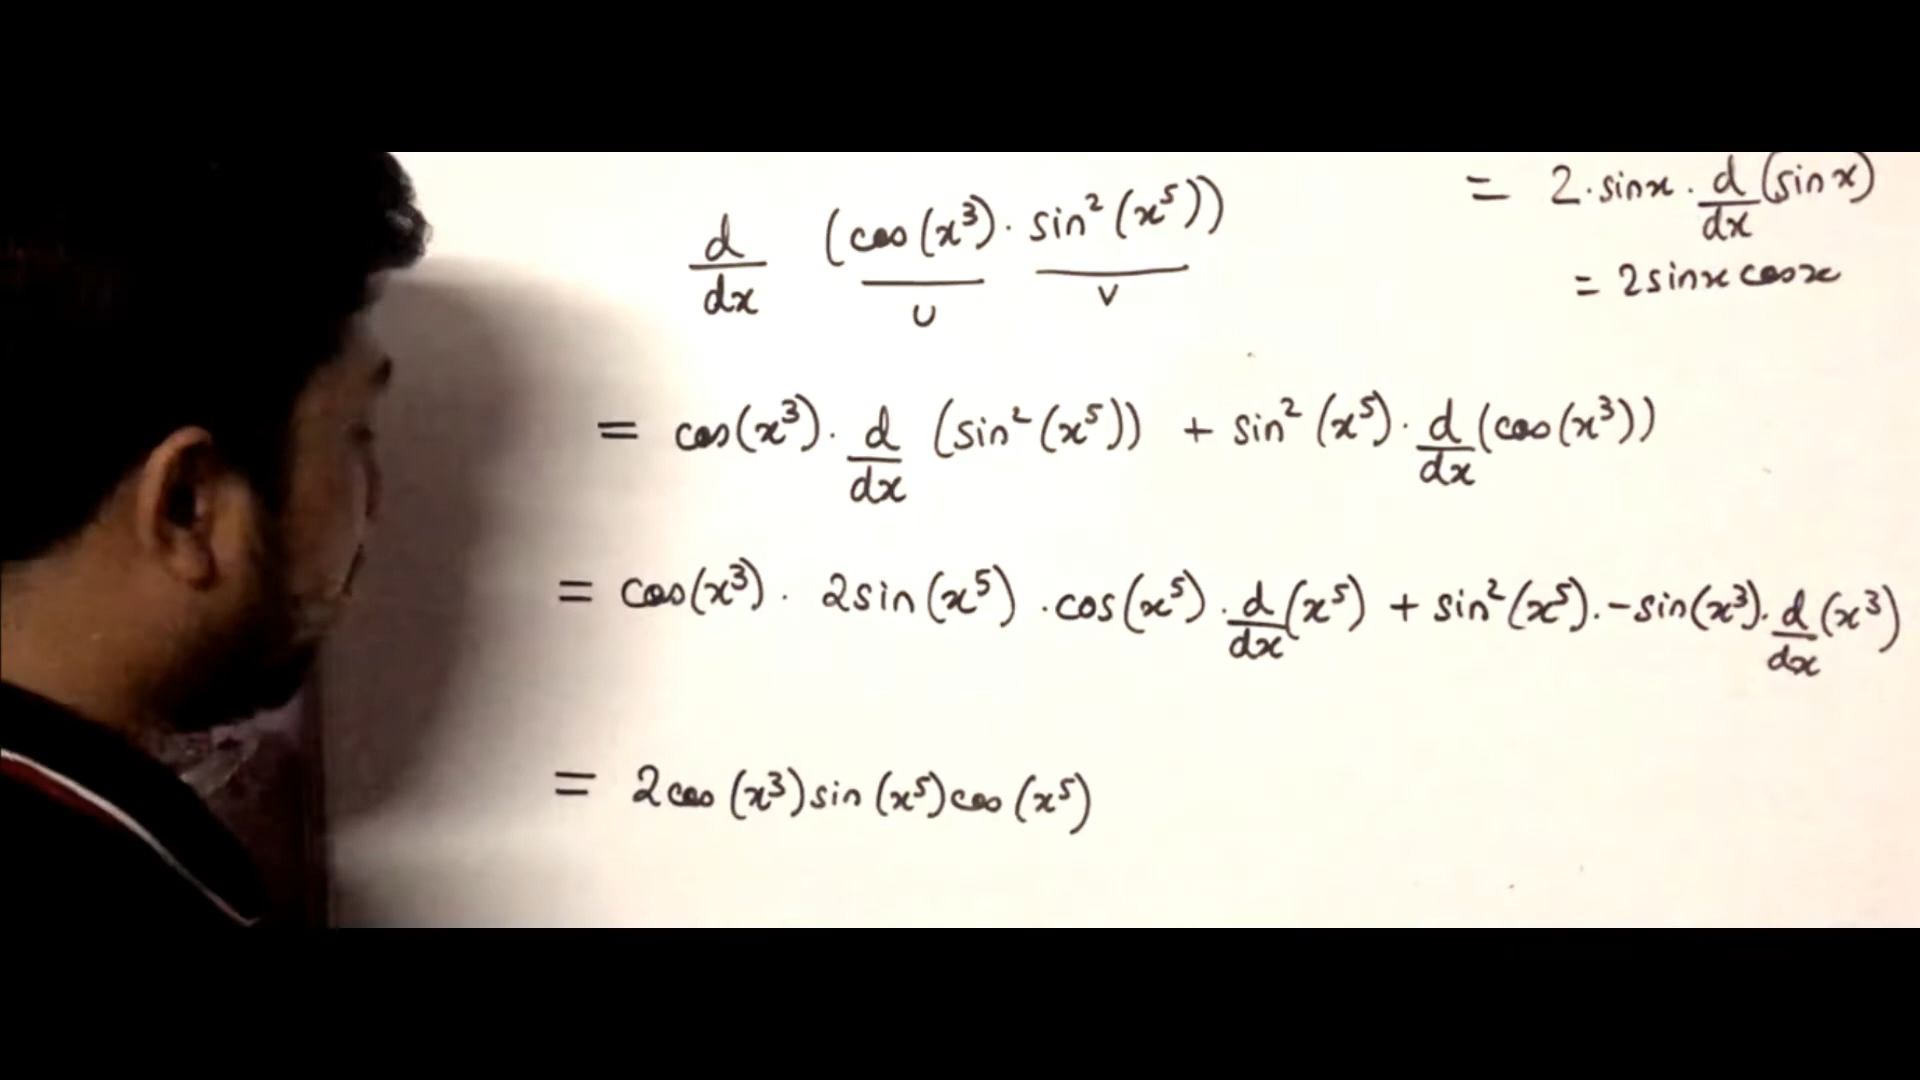 d/dx (cos(x³) · sin²(x⁵))
U V
= cos(x³) · d/dx (sin²(x⁵)) + sin²(x⁵) · d/dx (cos(x³))
= cos(x³) · 2sin(x⁵) · cos(x⁵) · d/dx (x⁵) + sin²(x⁵) · -sin(x³) · d/dx (x³)
= 2cos(x³)sin(x⁵)cos(x⁵)
= 2·sinx · d/dx (sinx)
= 2sinx cosx